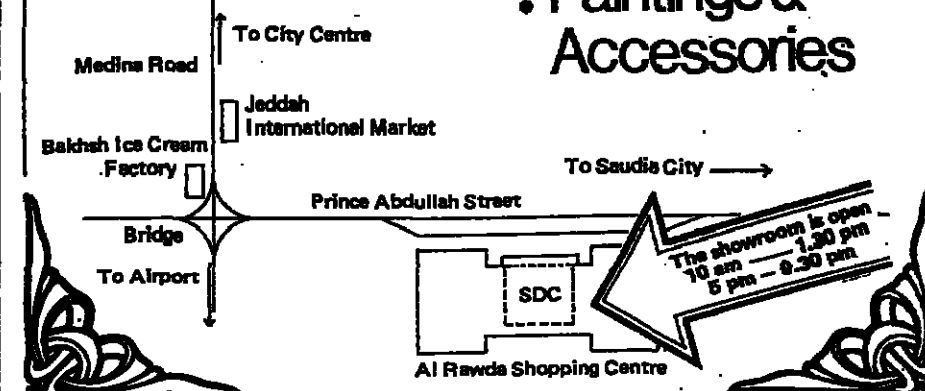 : Paintings &
Accessories
To City Centre
Medina Road
Jeddah
International Market
Bakhsh Ice Cream
Factory
To Saudia City
Prince Abdullah Street
Bridge
The showroom is open
10 am — 1.30 pm
5 pm — 9.30 pm
To Airport
SDC
Al Rawda Shopping Centre